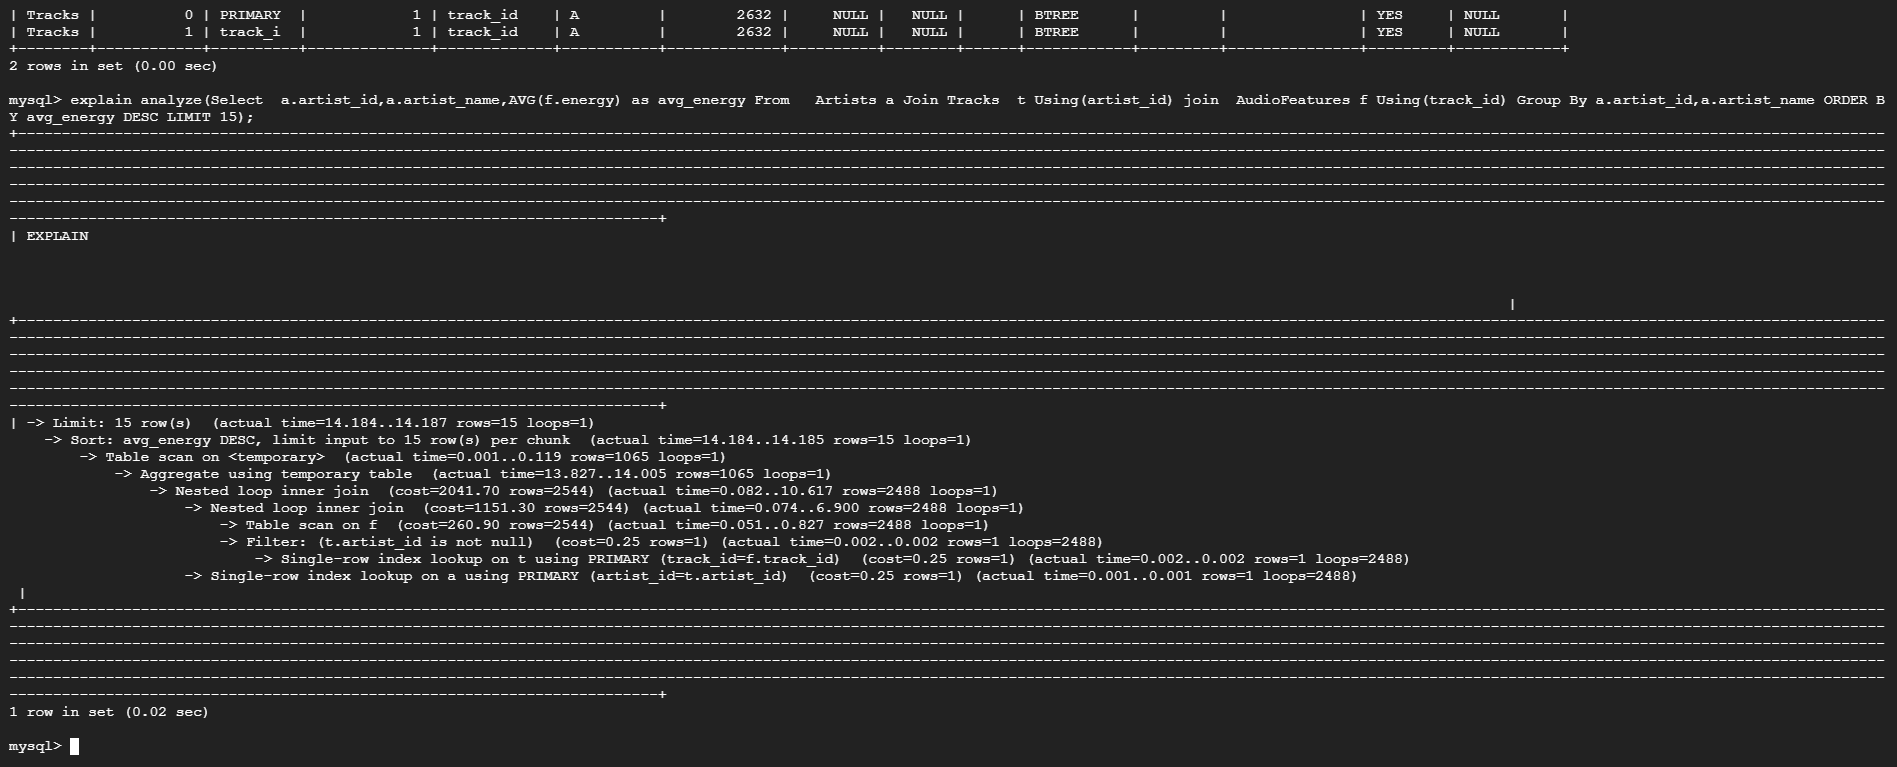 | Tracks |          0 | PRIMARY  |            1 | track_id    | A         |        2632 |     NULL |   NULL |      | BTREE      |         |               | YES     | NULL       |
| Tracks |          1 | track_i  |            1 | track_id    | A         |        2632 |     NULL |   NULL |      | BTREE      |         |               | YES     | NULL       |
2 rows in set (0.00 sec)
mysql> explain analyze(Select  a.artist_id,a.artist_name,AVG(f.energy) as avg_energy From   Artists a Join Tracks  t Using(artist_id) join  AudioFeatures f Using(track_id) Group By a.artist_id,a.artist_name ORDER B
Y avg_energy DESC LIMIT 15);
| EXPLAIN
|
| -> Limit: 15 row(s)  (actual time=14.184..14.187 rows=15 loops=1)
    -> Sort: avg_energy DESC, limit input to 15 row(s) per chunk  (actual time=14.184..14.185 rows=15 loops=1)
        -> Table scan on <temporary>  (actual time=0.001..0.119 rows=1065 loops=1)
            -> Aggregate using temporary table  (actual time=13.827..14.005 rows=1065 loops=1)
                -> Nested loop inner join  (cost=2041.70 rows=2544) (actual time=0.082..10.617 rows=2488 loops=1)
                    -> Nested loop inner join  (cost=1151.30 rows=2544) (actual time=0.074..6.900 rows=2488 loops=1)
                        -> Table scan on f  (cost=260.90 rows=2544) (actual time=0.051..0.827 rows=2488 loops=1)
                        -> Filter: (t.artist_id is not null)  (cost=0.25 rows=1) (actual time=0.002..0.002 rows=1 loops=2488)
                            -> Single-row index lookup on t using PRIMARY (track_id=f.track_id)  (cost=0.25 rows=1) (actual time=0.002..0.002 rows=1 loops=2488)
                    -> Single-row index lookup on a using PRIMARY (artist_id=t.artist_id)  (cost=0.25 rows=1) (actual time=0.001..0.001 rows=1 loops=2488)
 |
1 row in set (0.02 sec)
mysql>